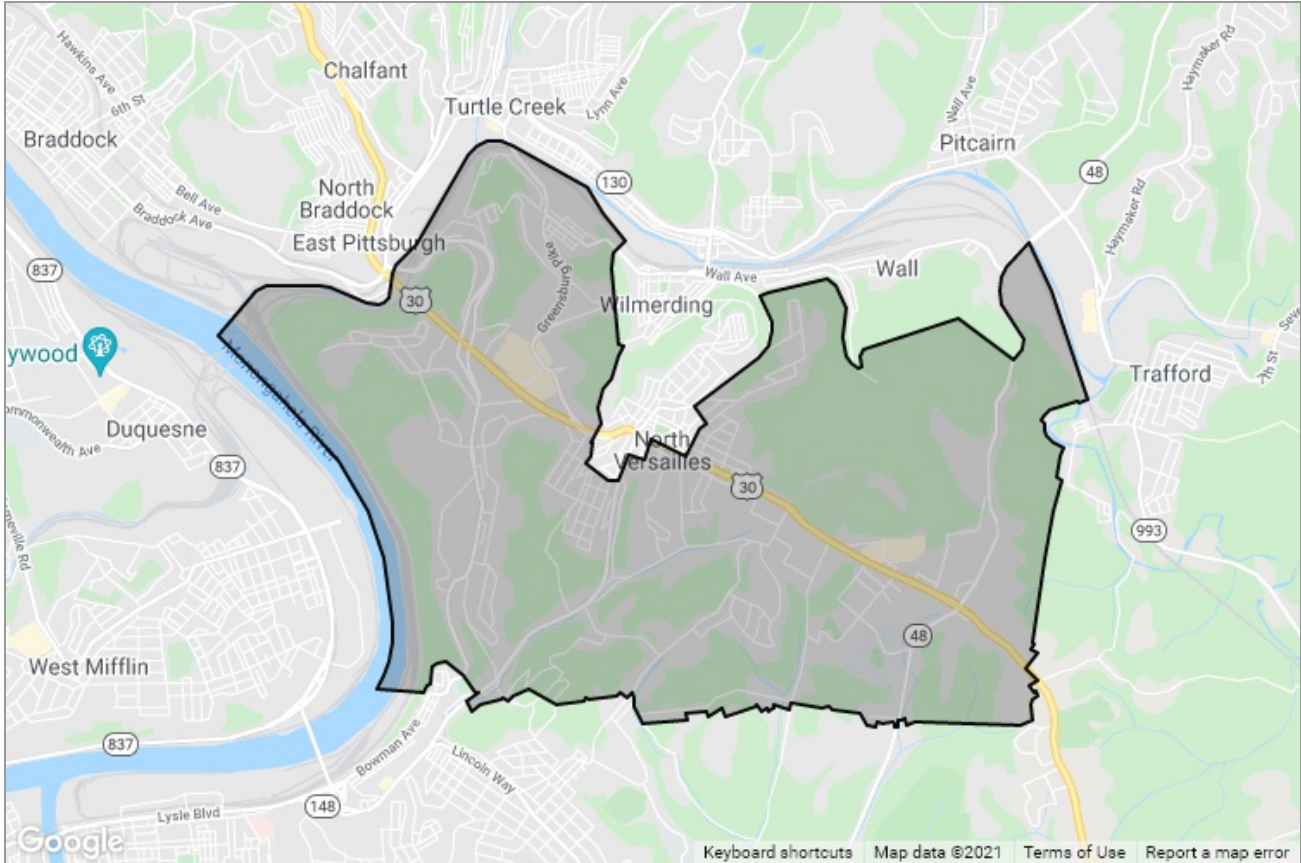 Hawkins Ave
6th St
Chalfant
Braddock
Turtle Creek
Lynn Ave
Wall Ave
Haymaker Rd
Pitcairn
48
130
North
Braddock
Bell Ave
Braddock Ave
East Pittsburgh
Haymaker Rd
837
Greensburg Pike
Wall Ave
Wall
30
Wilmerding
ywood
Monongahela River
Trafford
7th St
Duquesne
ommonwealth Ave
837
North
Versailles
30
993
48
West Mifflin
837
Bowman Ave
Lincoln Way
148
Lysle Blvd
Google
Keyboard shortcuts
Map data ©2021
Terms of Use
Report a map error